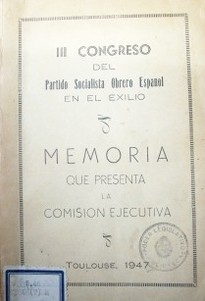 III CONGRESO
DEL
Partido Socialista Obrero Español
EN EL EXILIO
MEMORIA
QUE PRESENTA
LA
COMISION EJECUTIVA
TOULOUSE, 1947